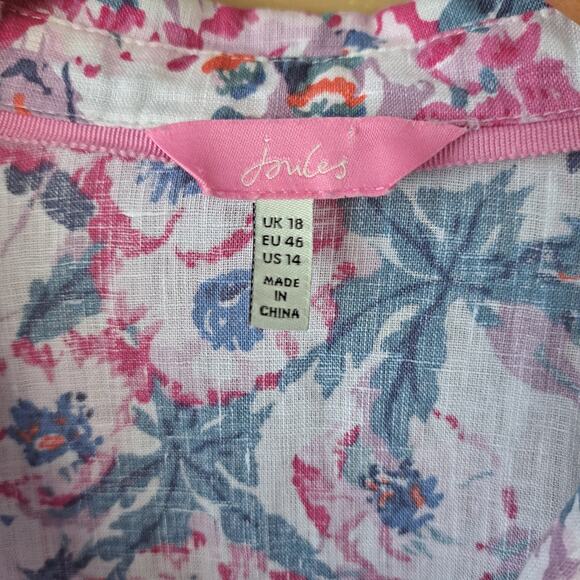 Joules
UK 18
EU 46
US 14
MADE
IN
CHINA